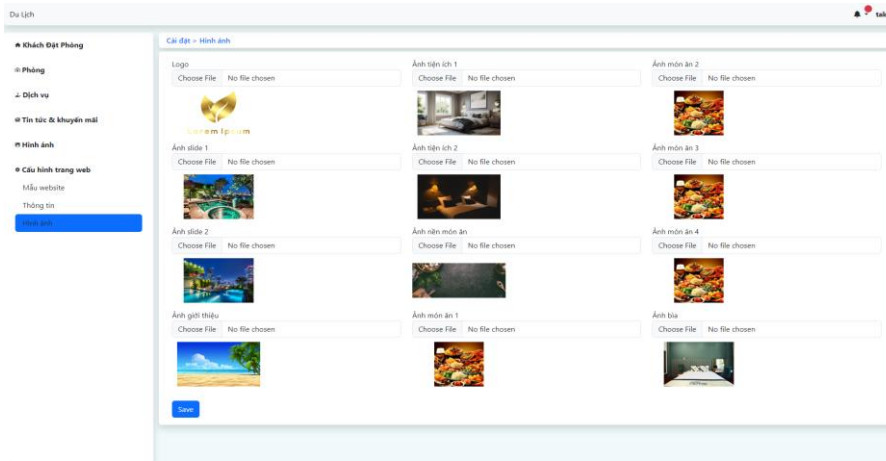 Du Lịch
tak
Khách Đặt Phòng
Phòng
Dịch vụ
Tin tức & khuyến mãi
Hình ảnh
Cấu hình trang web
Mẫu website
Thông tin
Hình ảnh
Cài đặt > Hình ảnh
Logo
Choose File No file chosen
Lorem Ipsum
Ảnh slide 1
Choose File No file chosen
Ảnh slide 2
Choose File No file chosen
Ảnh giới thiệu
Choose File No file chosen
Ảnh tiện ích 1
Choose File No file chosen
Ảnh tiện ích 2
Choose File No file chosen
Ảnh nền món ăn
Choose File No file chosen
Ảnh món ăn 1
Choose File No file chosen
Ảnh món ăn 2
Choose File No file chosen
Ảnh món ăn 3
Choose File No file chosen
Ảnh món ăn 4
Choose File No file chosen
Ảnh bìa
Choose File No file chosen
Save